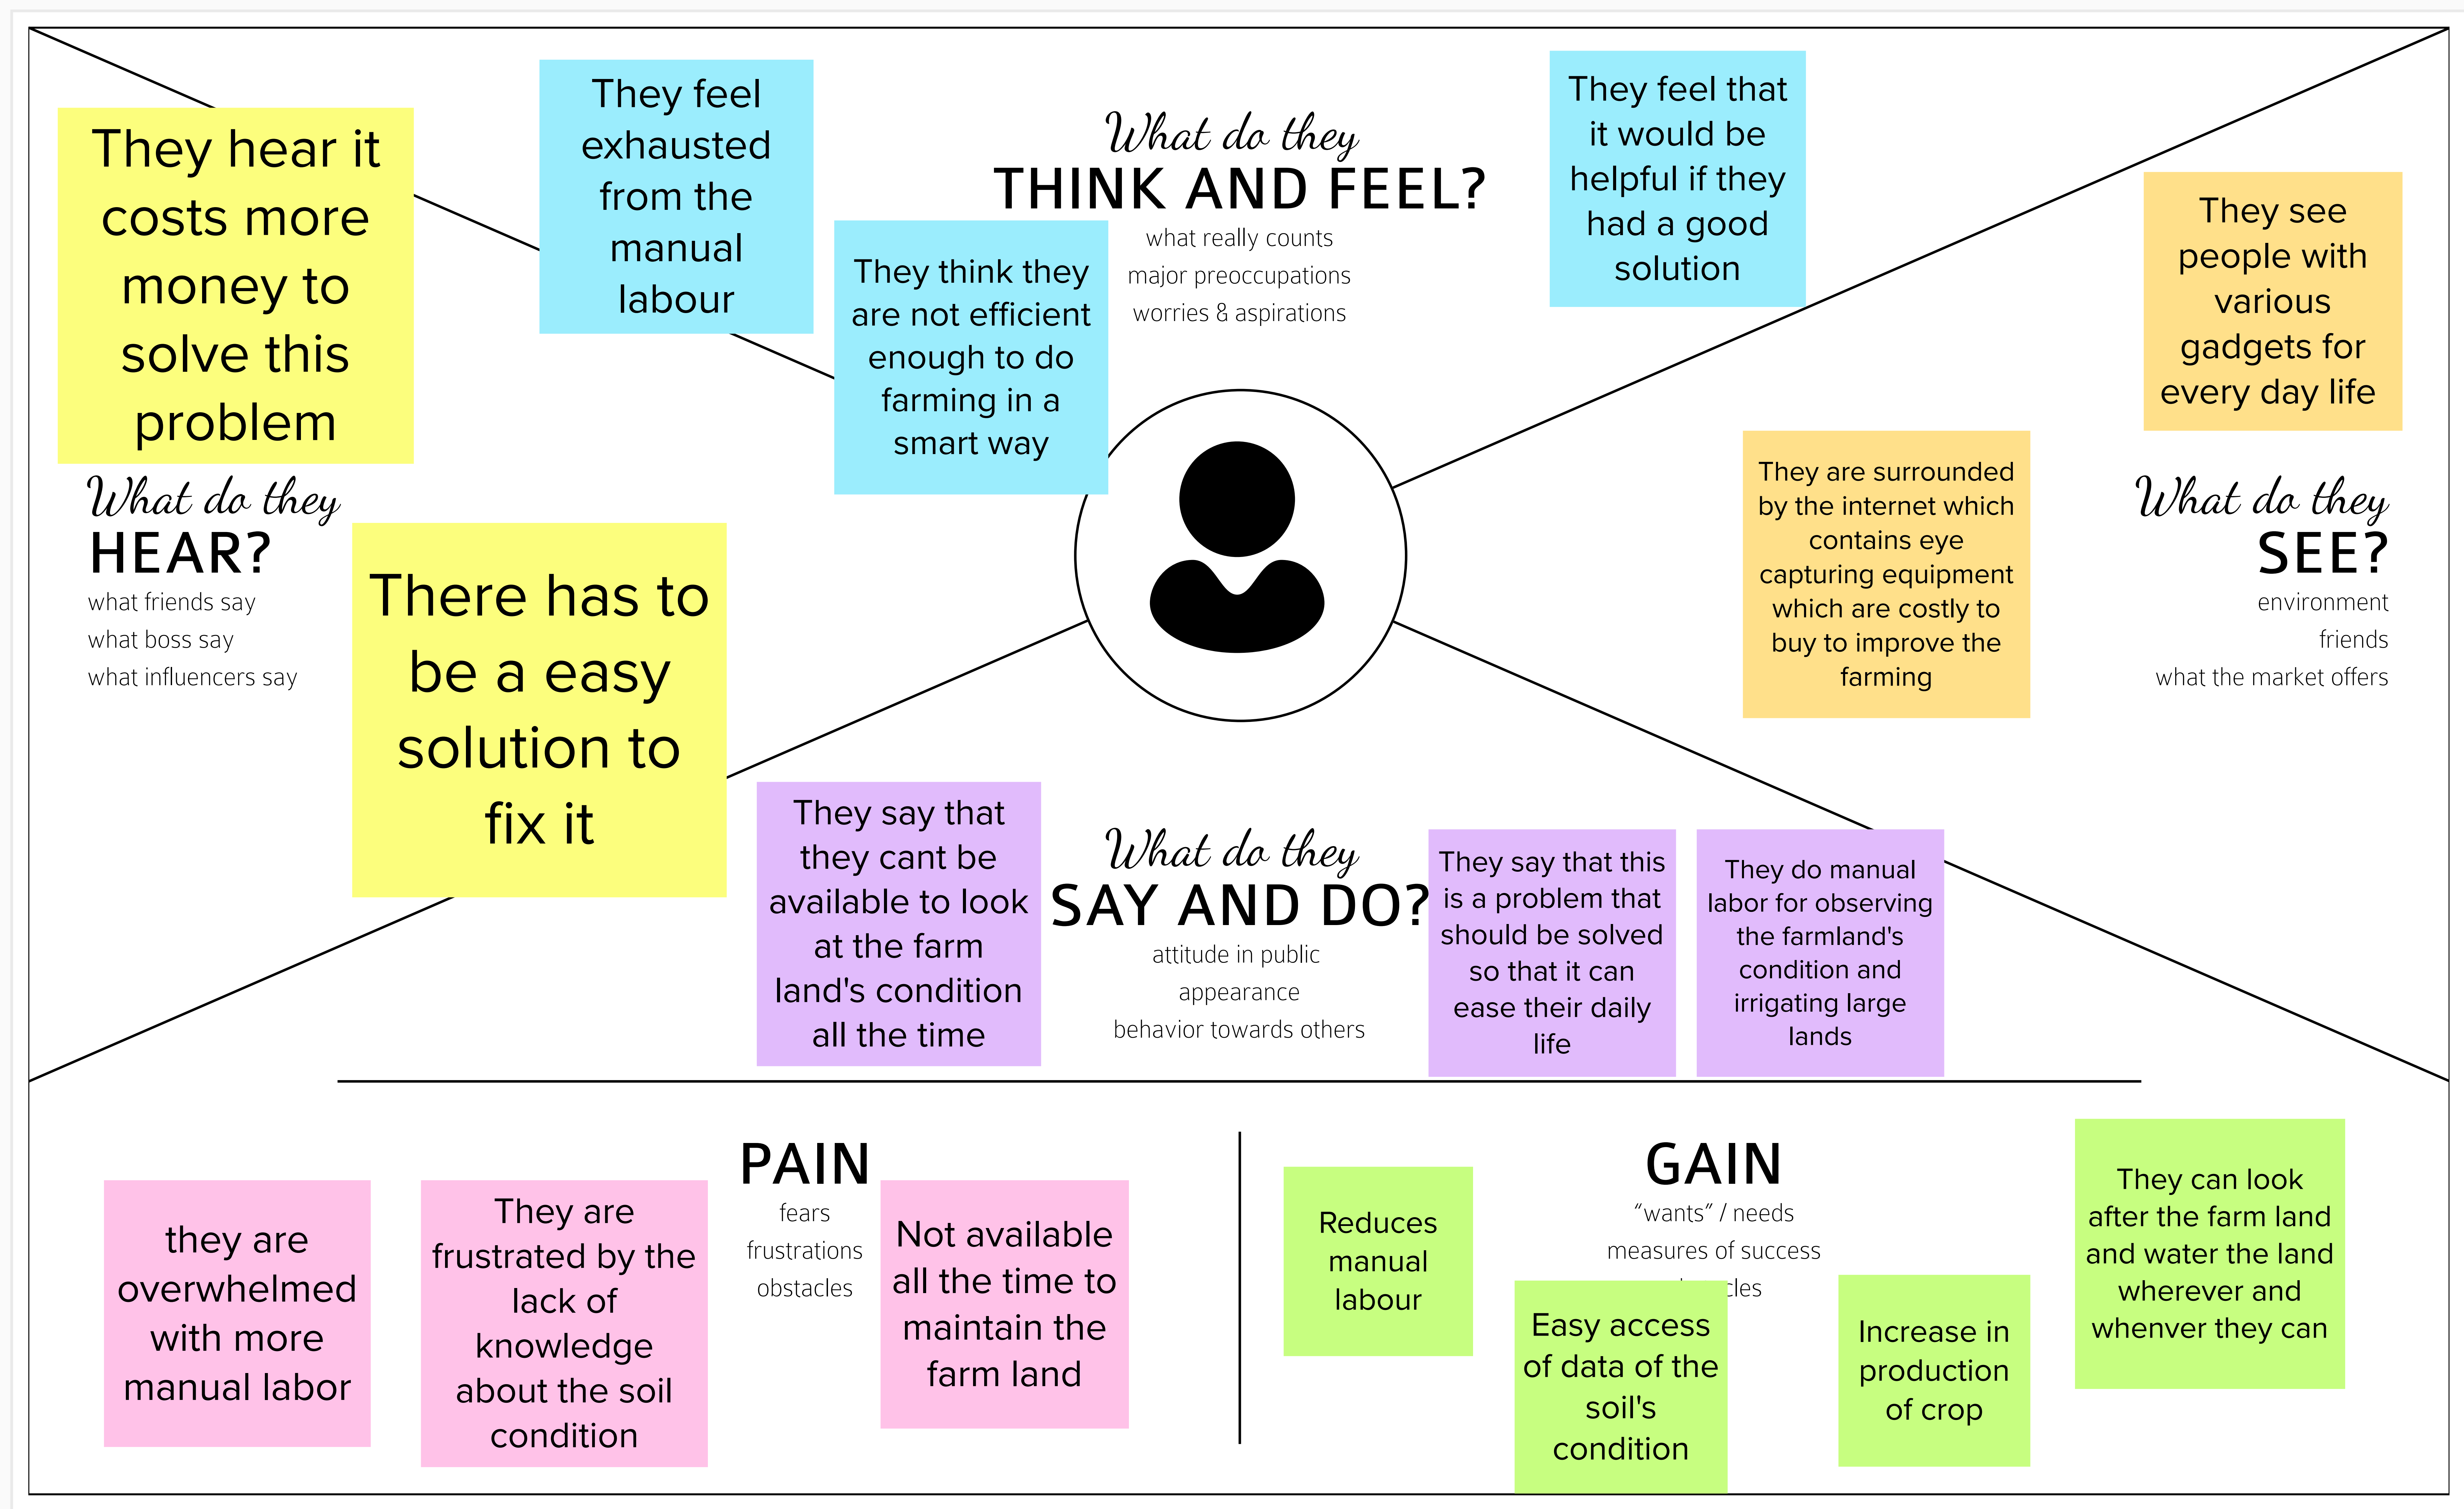 They hear it
costs more
money to
solve this
problem
They feel
exhausted
from the
manual
labour
What do they
THINK AND FEEL?
what really counts
major preoccupations
worries & aspirations
They think they
are not efficient
enough to do
farming in a
smart way
They feel that
it would be
helpful if they
had a good
solution
They see
people with
various
gadgets for
every day life
What do they
HEAR?
what friends say
what boss say
what influencers say
There has to
be a easy
solution to
fix it
They are surrounded
by the internet which
contains eye
capturing equipment
which are costly to
buy to improve the
farming
What do they
SEE?
environment
friends
what the market offers
They say that
they cant be
available to look
at the farm
land's condition
all the time
What do they
SAY AND DO?
attitude in public
appearance
behavior towards others
They say that this
is a problem that
should be solved
so that it can
ease their daily
life
They do manual
labor for observing
the farmland's
condition and
irrigating large
lands
they are
overwhelmed
with more
manual labor
They are
frustrated by the
lack of
knowledge
about the soil
condition
PAIN
fears
frustrations
obstacles
Not available
all the time to
maintain the
farm land
Reduces
manual
labour
GAIN
“wants” / needs
measures of success
Easy access
of data of the
soil's
condition
Increase in
production
of crop
They can look
after the farm land
and water the land
wherever and
whenver they can